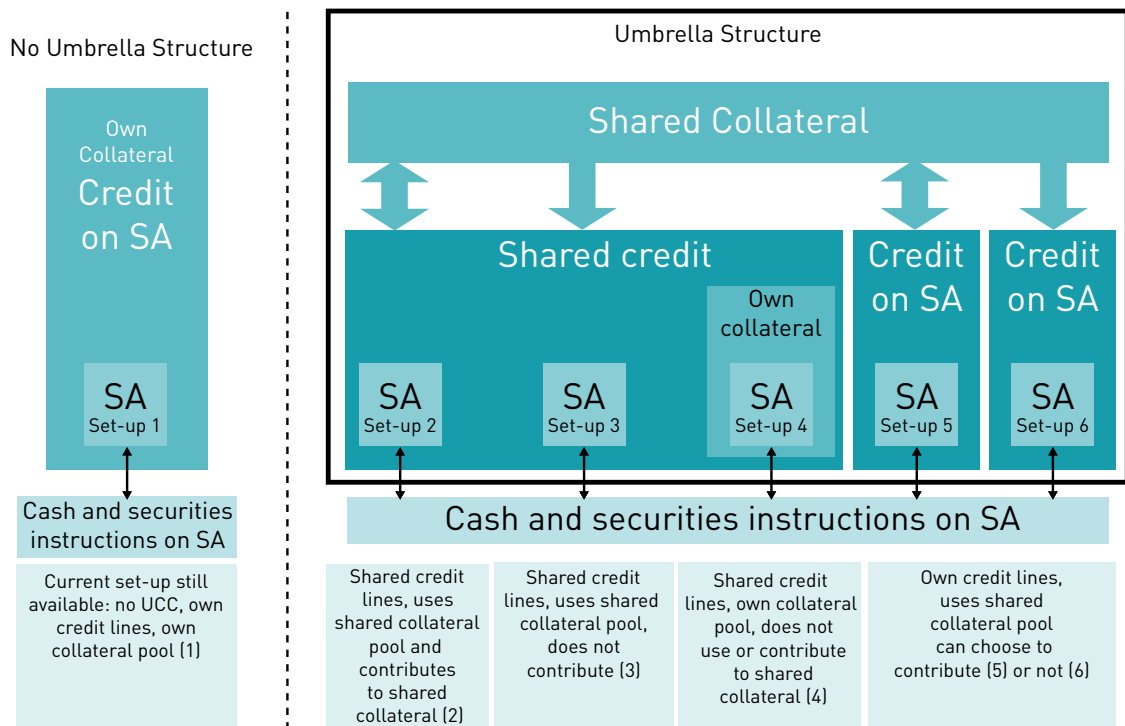 No Umbrella Structure
Own
Collateral
Credit
on SA
SA
Set-up 1
Cash and securities
instructions on SA
Current set-up still
available: no UCC, own
credit lines, own
collateral pool (1)
Umbrella Structure
Shared Collateral
Shared credit
Own
collateral
Credit
on SA
Credit
on SA
SA
Set-up 2
SA
Set-up 3
SA
Set-up 4
SA
Set-up 5
SA
Set-up 6
Cash and securities instructions on SA
Shared credit
lines, uses
shared collateral
pool and
contributes
to shared
collateral (2)
Shared credit
lines, uses shared
collateral pool,
does not
contribute (3)
Shared credit
lines, own collateral
pool, does not
use or contribute
to shared
collateral (4)
Own credit lines,
uses shared
collateral pool
can choose to
contribute (5) or not (6)